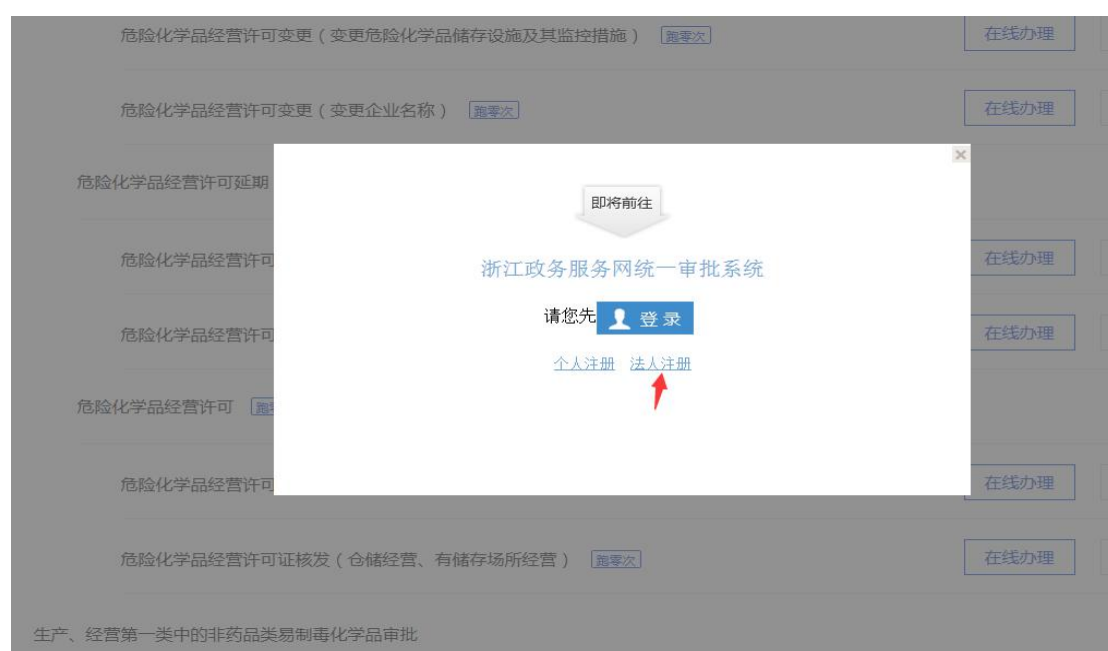 危险化学品经营许可变更（变更危险化学品储存设施及其监控措施） 跑零次 在线办理
危险化学品经营许可变更（变更企业名称） 跑零次 在线办理
危险化学品经营许可延期
即将前往
危险化学品经营许可 在线办理
浙江政务服务网统一审批系统
请您先 登录
危险化学品经营许可 在线办理
个人注册 法人注册
危险化学品经营许可 跑
危险化学品经营许可 在线办理
危险化学品经营许可证核发（仓储经营、有储存场所经营） 跑零次 在线办理
生产、经营第一类中的非药品类易制毒化学品审批